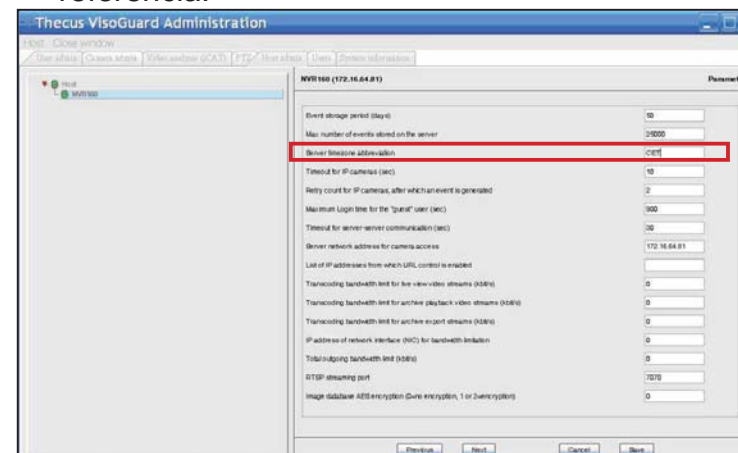 referencia.
Thecus VisoGuard Administration
Host Close window
User admin Camera admin Video analyse (iCAT) PTZ Host admin Users System information
Host
NVR160
NVR160 (172.16.64.81) Paramet
Event storage period (days) 50
Max number of events stored on the server 25000
Server timezone abbreviation CET
Timeout for IP cameras (sec) 10
Retry count for IP cameras, after which an event is generated 2
Maximum Login time for the "guest" user (sec) 900
Timeout for server-server communication (sec) 30
Server network address for camera access 172.16.64.81
List of IP addresses from which URL control is enabled
Transcoding bandwidth limit for live view video streams (kbit/s) 0
Transcoding bandwidth limit for archive playback video streams (kbit/s) 0
Transcoding bandwidth limit for archive export streams (kbit/s) 0
IP address of network interface (NIC) for bandwidth limitation 0
Total outgoing bandwidth limit (kbit/s) 0
RTSP streaming port 7070
Image database AES encryption (0=no encryption, 1 or 2=encryption) 0
Previous Next Cancel Save